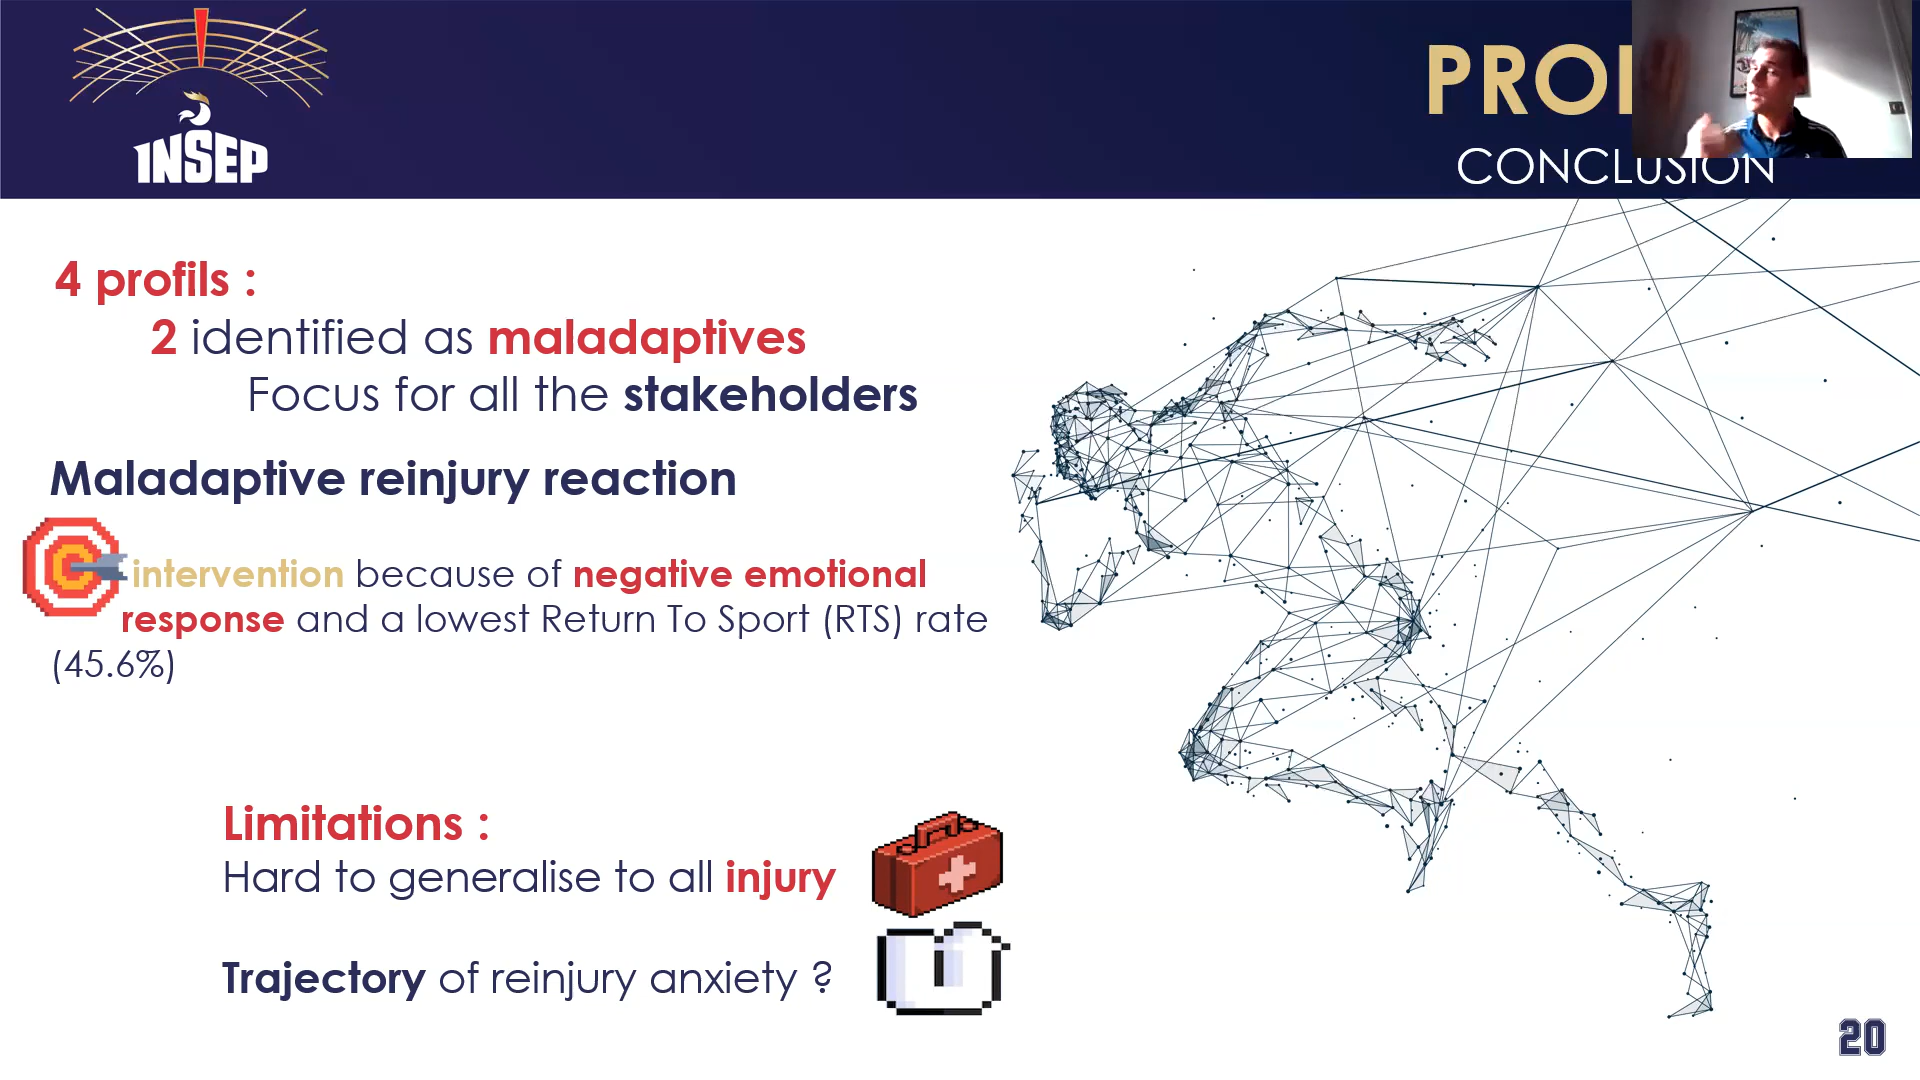 INSEP
CONCLUSION
4 profils :
2 identified as maladaptives
Focus for all the stakeholders
Maladaptive reinjury reaction
intervention because of negative emotional
response and a lowest Return To Sport (RTS) rate
(45.6%)
Limitations :
Hard to generalise to all injury
Trajectory of reinjury anxiety ?
20